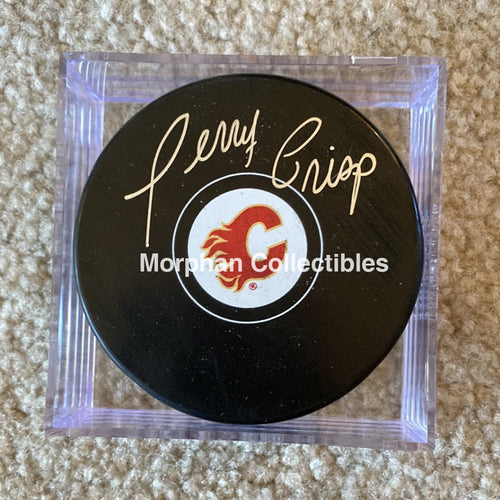 Terry Crisp
C
Morphan Collectibles
®